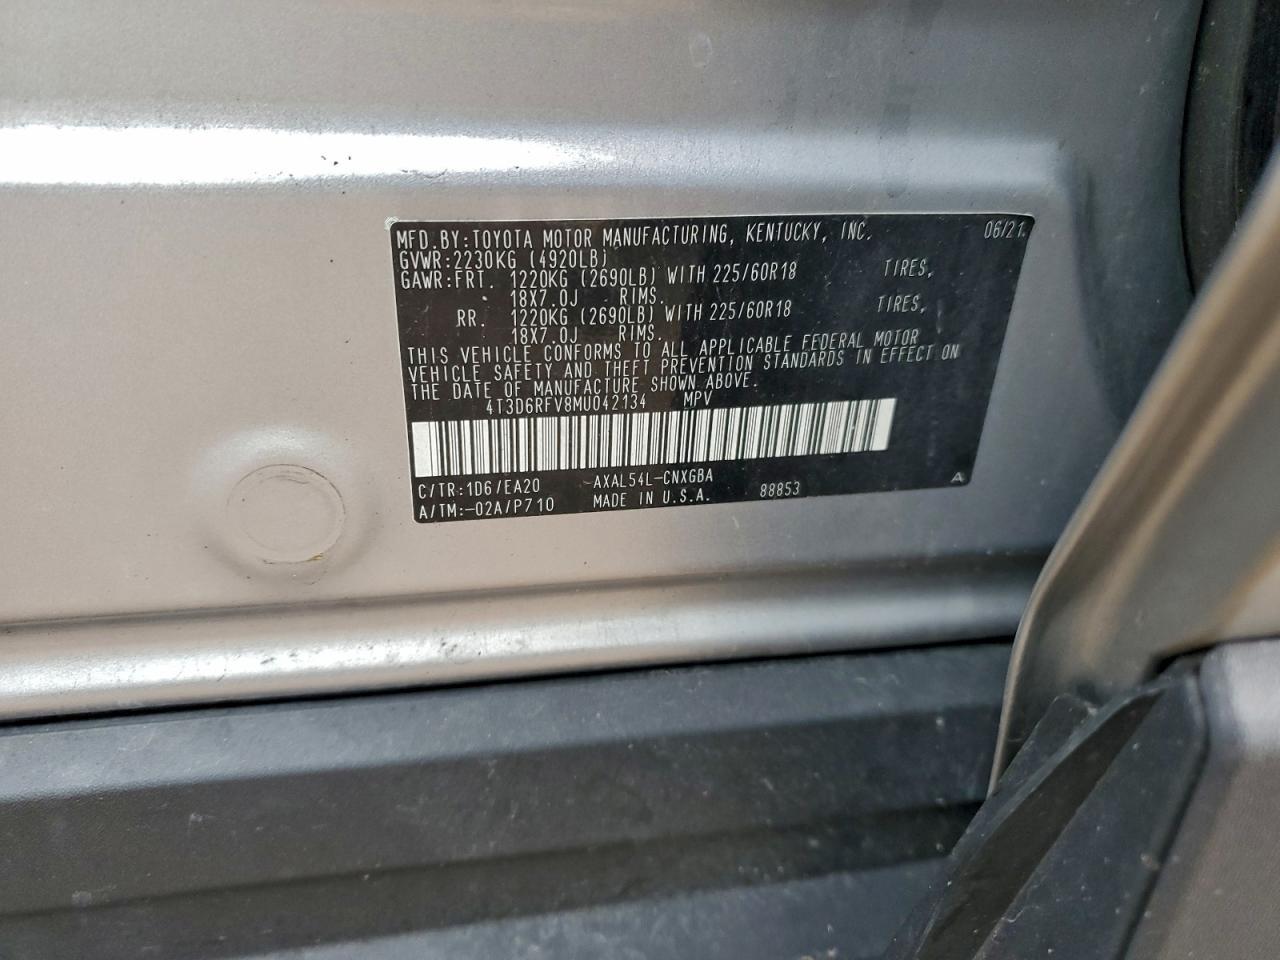 MFD.BY:TOYOTA MOTOR MANUFACTURING, KENTUCKY, INC. 06/21
GVWR:2230KG (4920LB)
GAWR:FRT. 1220KG (2690LB) WITH 225/60R18 TIRES,
18X7.0J RIMS.
RR. 1220KG (2690LB) WITH 225/60R18 TIRES,
18X7.0J RIMS.
THIS VEHICLE CONFORMS TO ALL APPLICABLE FEDERAL MOTOR
VEHICLE SAFETY AND THEFT PREVENTION STANDARDS IN EFFECT ON
THE DATE OF MANUFACTURE SHOWN ABOVE.
4T3D6RFV8MU042134 MPV
C/TR:1D6/EA20 AXAL54L-CNXGBA A
A/TM:-02A/P710 MADE IN U.S.A. 88853